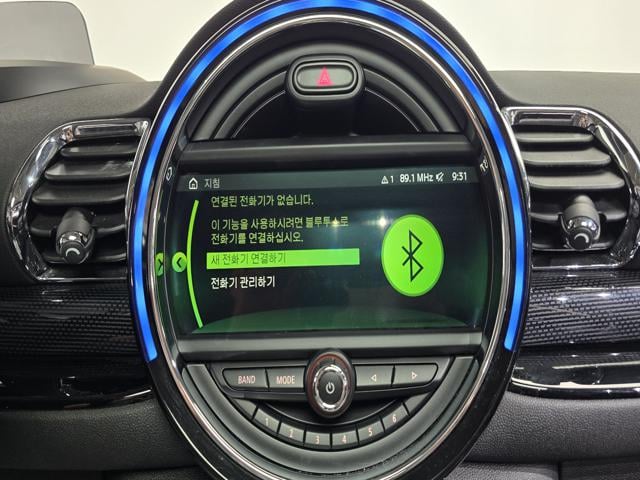 지침 1 89.1 MHz 9:31
연결된 전화기가 없습니다.
이 기능을 사용하시려면 블루투스로
전화기를 연결하십시오.
새 전화기 연결하기
전화기 관리하기
BAND MODE
1 2 3 4 5 6